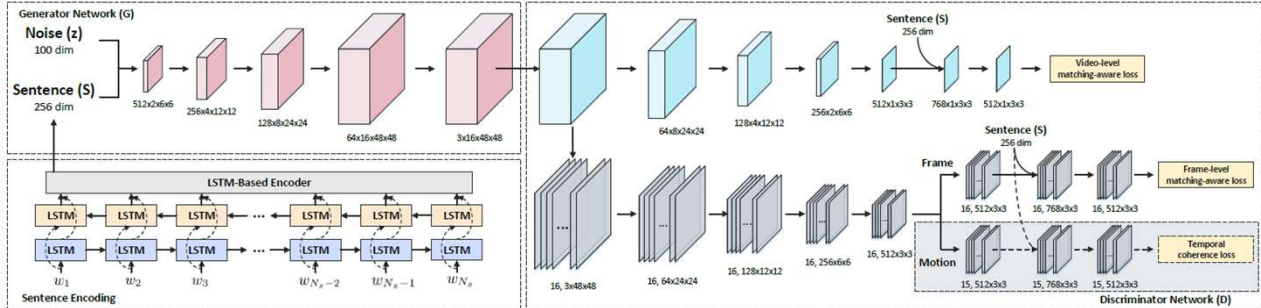 Generator Network (G)
Noise (z)
100 dim
Sentence (S)
256 dim
512x2x6x6
256x4x12x12
128x8x24x24
64x16x48x48
3x16x48x48
LSTM-Based Encoder
LSTM LSTM LSTM ... LSTM LSTM LSTM
LSTM LSTM LSTM ... LSTM LSTM LSTM
w1 w2 w3 wNs−2 wNs−1 wNs
Sentence Encoding
64x8x24x24
128x4x12x12
256x2x6x6
512x1x3x3
Sentence (S)
256 dim
768x1x3x3
512x1x3x3
Video-level
matching-aware loss
16, 3x48x48
16, 64x24x24
16, 128x12x12
16, 256x6x6
16, 512x3x3
Sentence (S)
256 dim
Frame
16, 512x3x3
16, 768x3x3
16, 512x3x3
Frame-level
matching-aware loss
Motion
15, 512x3x3
15, 768x3x3
15, 512x3x3
Temporal
coherence loss
Discriminator Network (D)